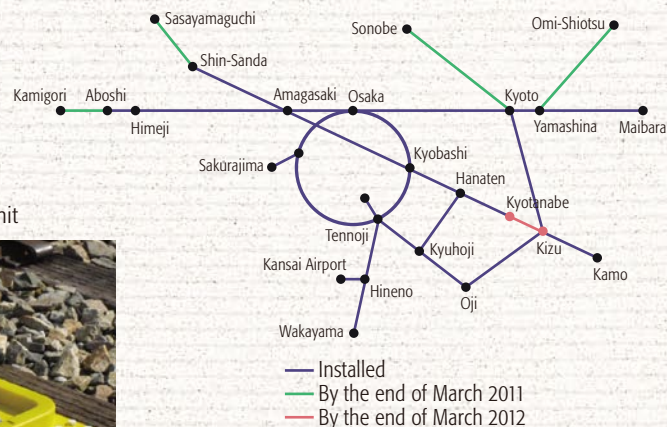 Sasayamaguchi
Sonobe
Omi-Shiotsu
Shin-Sanda
Kamigori
Aboshi
Amagasaki
Osaka
Kyoto
Himeji
Yamashina
Maibara
Sakurajima
Kyobashi
Hanaten
nit
Kyotanabe
Tennoji
Kyuhoji
Kizu
Kansai Airport
Hineno
Kamo
Oji
Wakayama
Installed
By the end of March 2011
By the end of March 2012